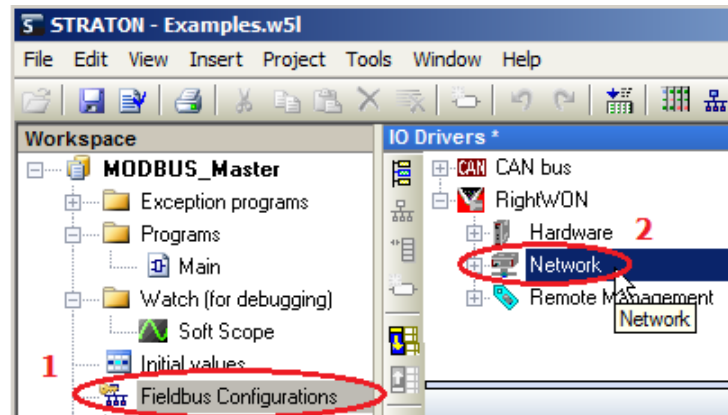 STRATON - Examples.w5l
File Edit View Insert Project Tools Window Help
Workspace
MODBUS_Master
Exception programs
Programs
Main
Watch (for debugging)
Soft Scope
1
Initial values
Fieldbus Configurations
IO Drivers *
CAN CAN bus
RightWON
Hardware 2
Network
Remote Management
Network